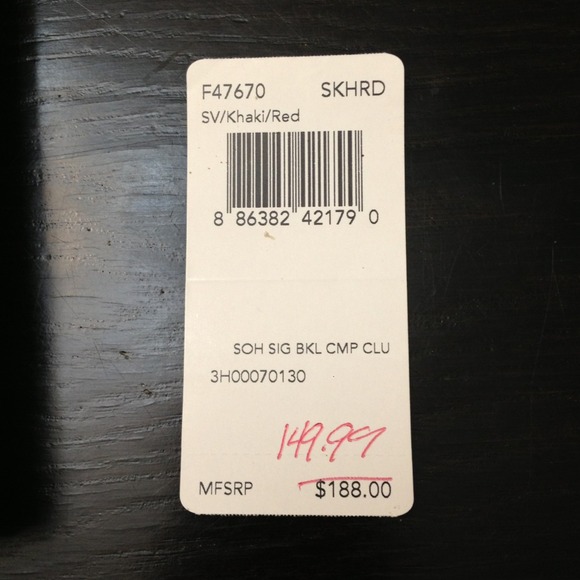 F47670 SKHRD
SV/Khaki/Red
8 86382 42179 0
SOH SIG BKL CMP CLU
3H00070130
149.99
MFSRP $188.00